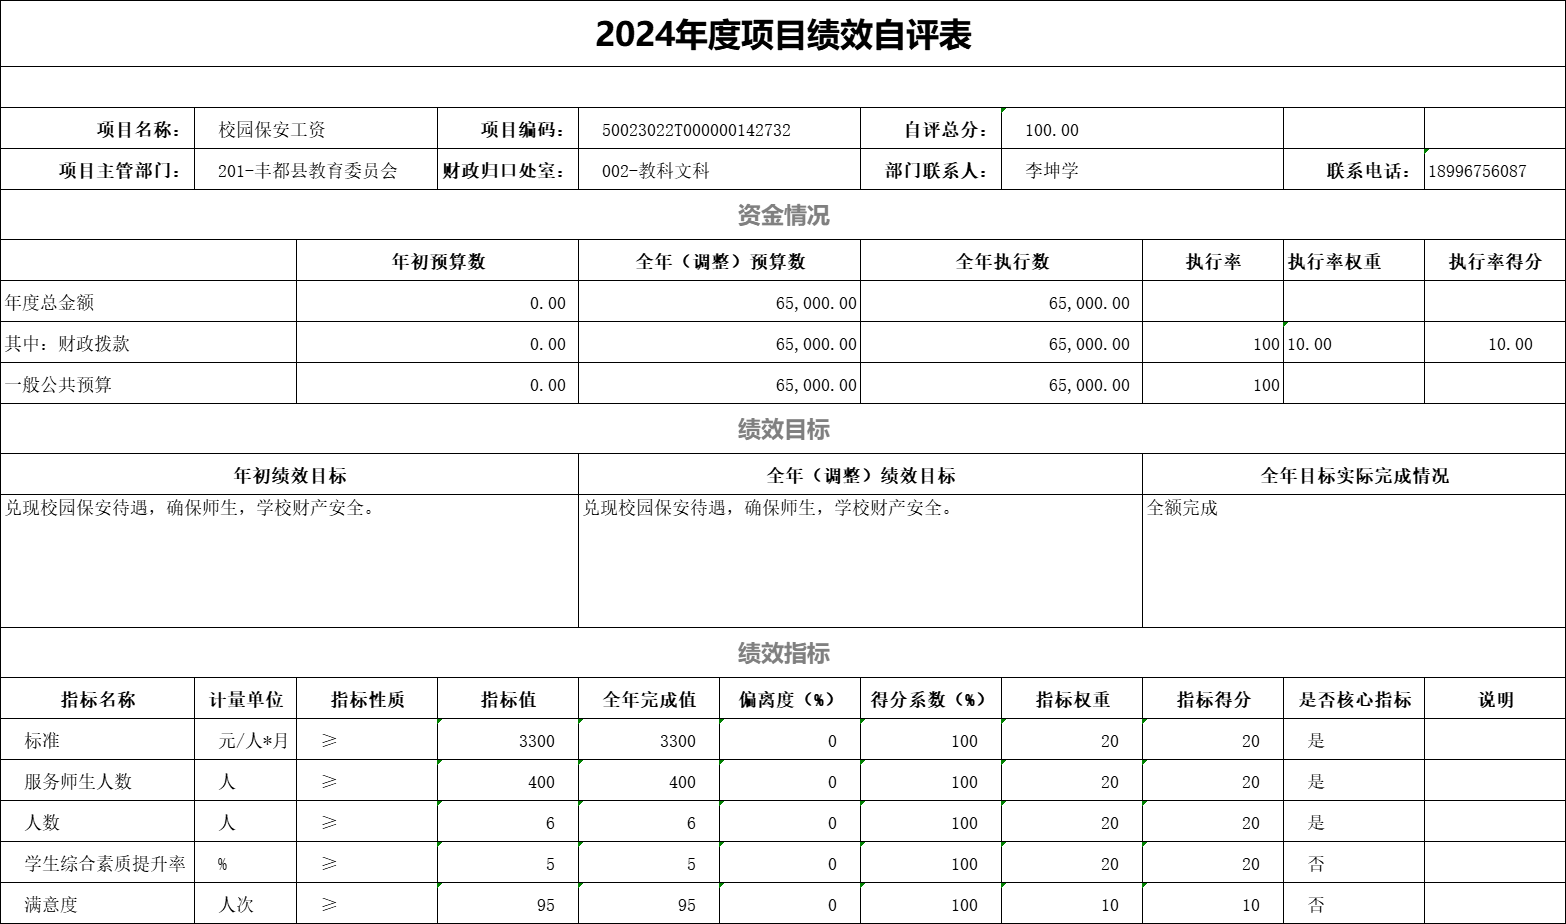 2024年度项目绩效自评表
项目名称： 校园保安工资 项目编码： 50023022T000000142732 自评总分： 100.00
项目主管部门： 201-丰都县教育委员会 财政归口处室： 002-教科文科 部门联系人： 李坤学 联系电话： 18996756087
资金情况
年初预算数 全年（调整）预算数 全年执行数 执行率 执行率权重 执行率得分
年度总金额 0.00 65,000.00 65,000.00
其中：财政拨款 0.00 65,000.00 65,000.00 100 10.00 10.00
一般公共预算 0.00 65,000.00 65,000.00 100
绩效目标
年初绩效目标 全年（调整）绩效目标 全年目标实际完成情况
兑现校园保安待遇，确保师生，学校财产安全。 兑现校园保安待遇，确保师生，学校财产安全。 全额完成
绩效指标
指标名称 计量单位 指标性质 指标值 全年完成值 偏离度（%） 得分系数（%） 指标权重 指标得分 是否核心指标 说明
标准 元/人*月 ≥ 3300 3300 0 100 20 20 是
服务师生人数 人 ≥ 400 400 0 100 20 20 是
人数 人 ≥ 6 6 0 100 20 20 是
学生综合素质提升率 % ≥ 5 5 0 100 20 20 否
满意度 人次 ≥ 95 95 0 100 10 10 否